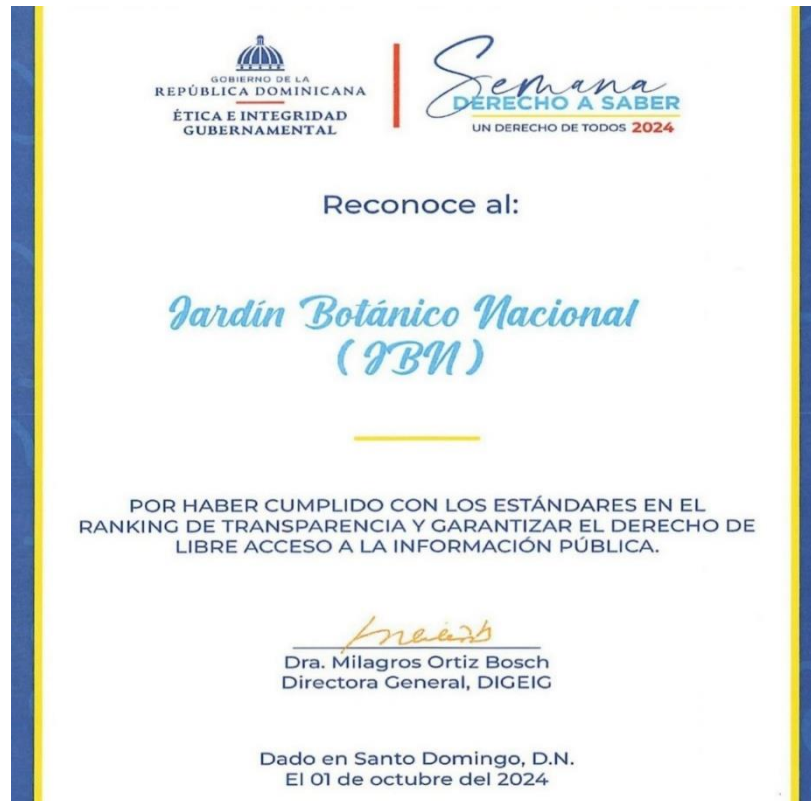 GOBIERNO DE LA
REPÚBLICA DOMINICANA
ÉTICA E INTEGRIDAD
GUBERNAMENTAL
Semana
DERECHO A SABER
UN DERECHO DE TODOS 2024
Reconoce al:
Jardín Botánico Nacional
(JBN)
POR HABER CUMPLIDO CON LOS ESTÁNDARES EN EL
RANKING DE TRANSPARENCIA Y GARANTIZAR EL DERECHO DE
LIBRE ACCESO A LA INFORMACIÓN PÚBLICA.
Dra. Milagros Ortiz Bosch
Directora General, DIGEIG
Dado en Santo Domingo, D.N.
El 01 de octubre del 2024